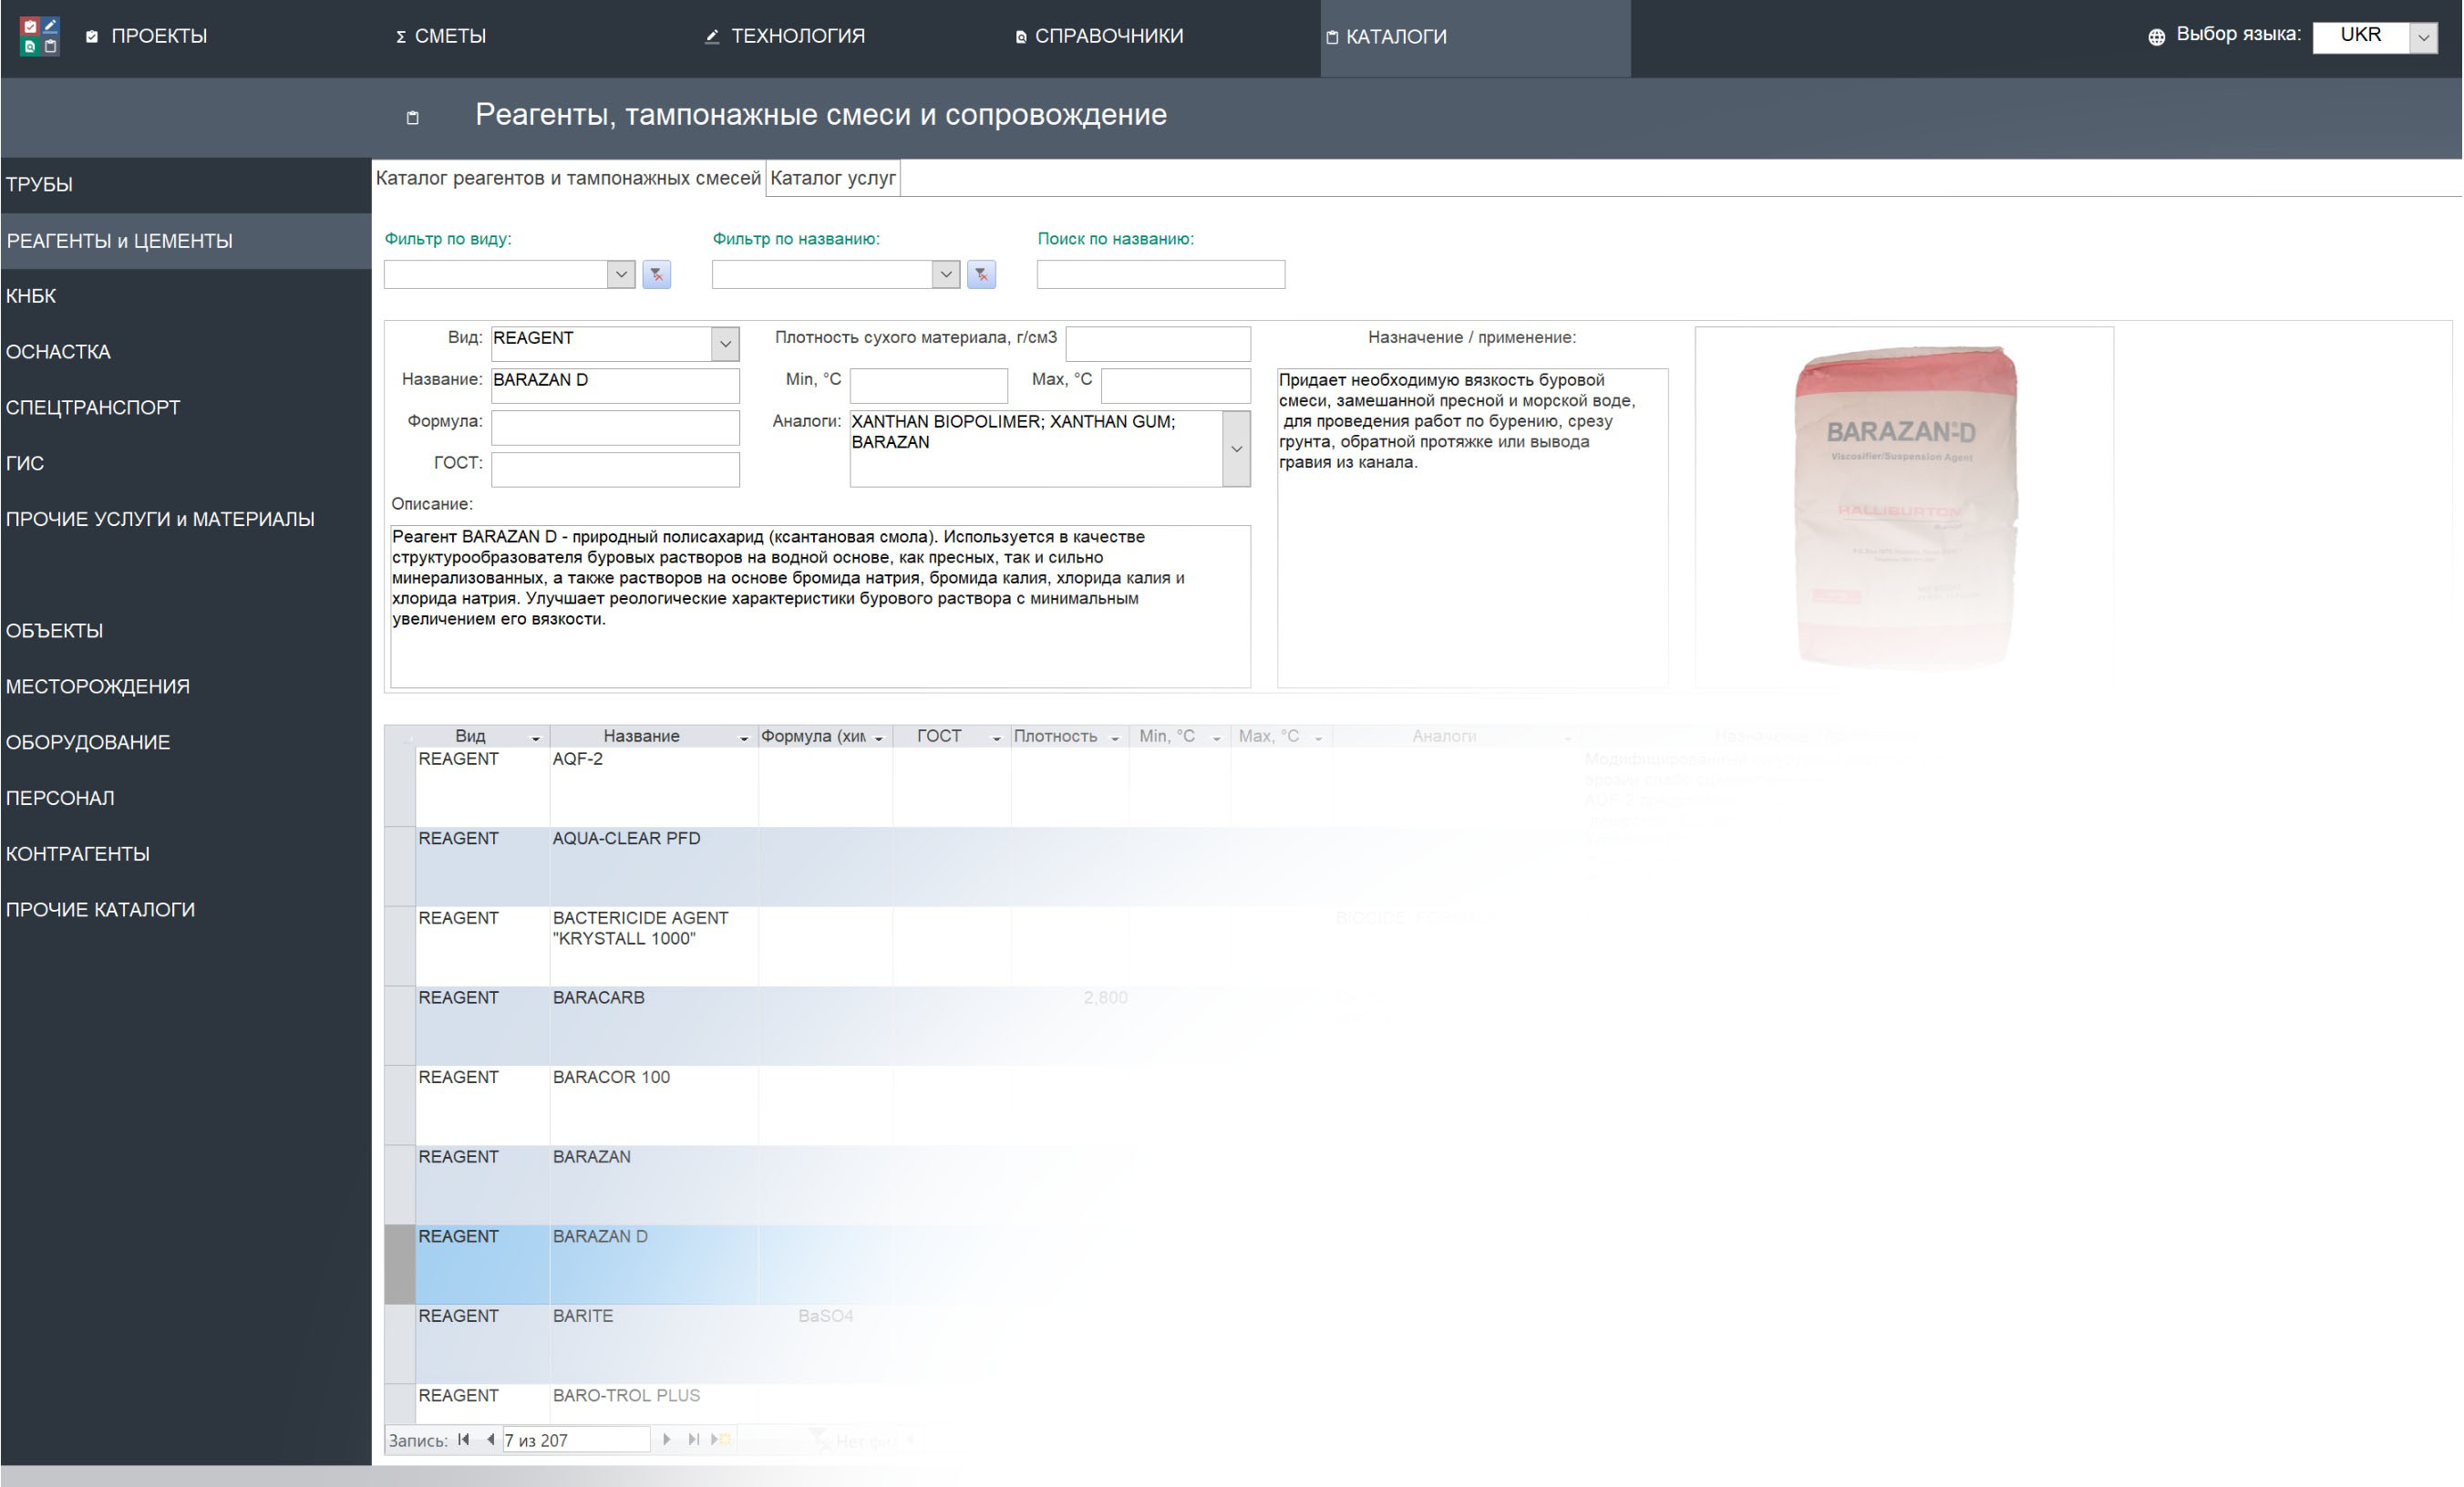 ПРОЕКТЫ
Σ СМЕТЫ
ТЕХНОЛОГИЯ
СПРАВОЧНИКИ
КАТАЛОГИ
Выбор языка: UKR
Реагенты, тампонажные смеси и сопровождение
ТРУБЫ
РЕАГЕНТЫ и ЦЕМЕНТЫ
КНБК
ОСНАСТКА
СПЕЦТРАНСПОРТ
ГИС
ПРОЧИЕ УСЛУГИ и МАТЕРИАЛЫ
ОБЪЕКТЫ
МЕСТОРОЖДЕНИЯ
ОБОРУДОВАНИЕ
ПЕРСОНАЛ
КОНТРАГЕНТЫ
ПРОЧИЕ КАТАЛОГИ
Каталог реагентов и тампонажных смесей
Каталог услуг
Фильтр по виду:
Фильтр по названию:
Поиск по названию:
Вид: REAGENT
Название: BARAZAN D
Формула:
ГОСТ:
Плотность сухого материала, г/см3
Min, °C
Max, °C
Аналоги: XANTHAN BIOPOLIMER; XANTHAN GUM;
BARAZAN
Назначение / применение:
Придает необходимую вязкость буровой
смеси, замешанной пресной и морской воде,
для проведения работ по бурению, срезу
грунта, обратной протяжке или вывода
гравия из канала.
BARAZAN-D
Viscosifier/Suspension Agent
HALLIBURTON
Описание:
Реагент BARAZAN D - природный полисахарид (ксантановая смола). Используется в качестве
структурообразователя буровых растворов на водной основе, как пресных, так и сильно
минерализованных, а также растворов на основе бромида натрия, бромида калия, хлорида калия и
хлорида натрия. Улучшает реологические характеристики бурового раствора с минимальным
увеличением его вязкости.
Вид Название Формула (хим ГОСТ Плотность Min, °C Max, °C Аналоги
REAGENT AQF-2
REAGENT AQUA-CLEAR PFD
REAGENT BACTERICIDE AGENT
"KRYSTALL 1000"
REAGENT BARACARB 2,800
REAGENT BARACOR 100
REAGENT BARAZAN
REAGENT BARAZAN D
REAGENT BARITE BaSO4
REAGENT BARO-TROL PLUS
Запись: 7 из 207